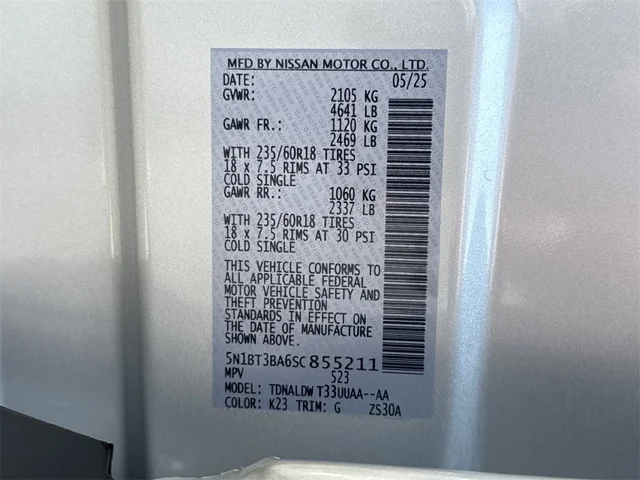 MFD BY NISSAN MOTOR CO., LTD.
DATE: 05/25
GVWR: 2105 KG
4641 LB
GAWR FR.: 1120 KG
2469 LB
WITH 235/60R18 TIRES
18 x 7.5 RIMS AT 33 PSI
COLD SINGLE
GAWR RR.: 1060 KG
2337 LB
WITH 235/60R18 TIRES
18 x 7.5 RIMS AT 30 PSI
COLD SINGLE
THIS VEHICLE CONFORMS TO
ALL APPLICABLE FEDERAL
MOTOR VEHICLE SAFETY AND
THEFT PREVENTION
STANDARDS IN EFFECT ON
THE DATE OF MANUFACTURE
SHOWN ABOVE.
5N1BT3BA6SC855211
MPV 523
MODEL: TDNALDW T33UUAA--AA
COLOR: K23 TRIM: G ZS30A